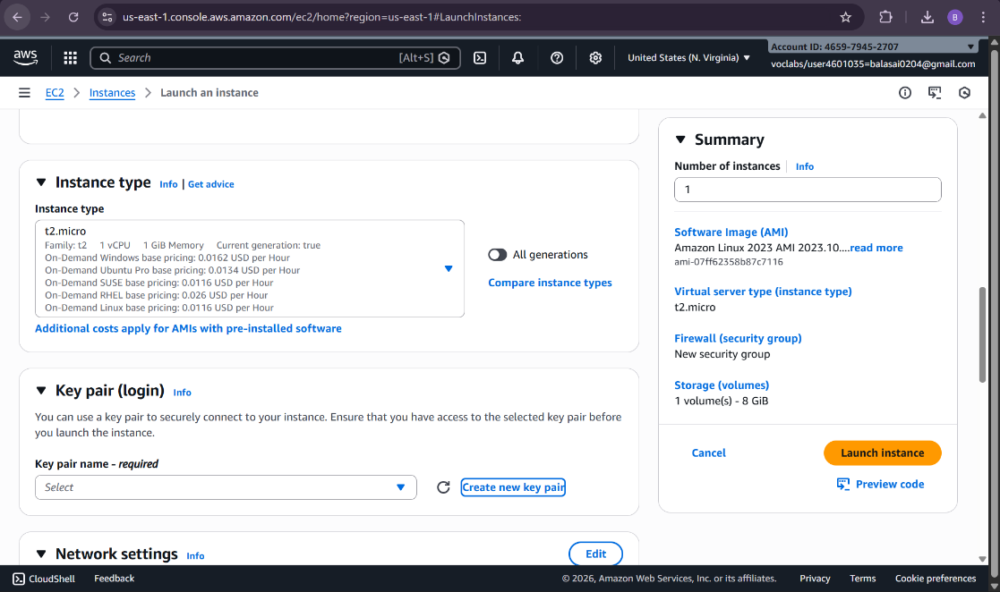 us-east-1.console.aws.amazon.com/ec2/home?region=us-east-1#LaunchInstances:
B
aws
Search
[Alt+S]
United States (N. Virginia) ▼
Account ID: 4659-7945-2707
voclabs/user4601035=balasai0204@gmail.com
EC2 > Instances > Launch an instance
Instance type Info | Get advice
Instance type
t2.micro
Family: t2 1 vCPU 1 GiB Memory Current generation: true
On-Demand Windows base pricing: 0.0162 USD per Hour
On-Demand Ubuntu Pro base pricing: 0.0134 USD per Hour
On-Demand SUSE base pricing: 0.0116 USD per Hour
On-Demand RHEL base pricing: 0.026 USD per Hour
On-Demand Linux base pricing: 0.0116 USD per Hour
All generations
Compare instance types
Additional costs apply for AMIs with pre-installed software
Key pair (login) Info
You can use a key pair to securely connect to your instance. Ensure that you have access to the selected key pair before
you launch the instance.
Key pair name - required
Select
Create new key pair
Network settings Info
Edit
Summary
Number of instances Info
1
Software Image (AMI)
Amazon Linux 2023 AMI 2023.10....read more
ami-07ff62358b87c7116
Virtual server type (instance type)
t2.micro
Firewall (security group)
New security group
Storage (volumes)
1 volume(s) - 8 GiB
Cancel
Launch instance
Preview code
CloudShell
Feedback
© 2026, Amazon Web Services, Inc. or its affiliates.
Privacy
Terms
Cookie preferences